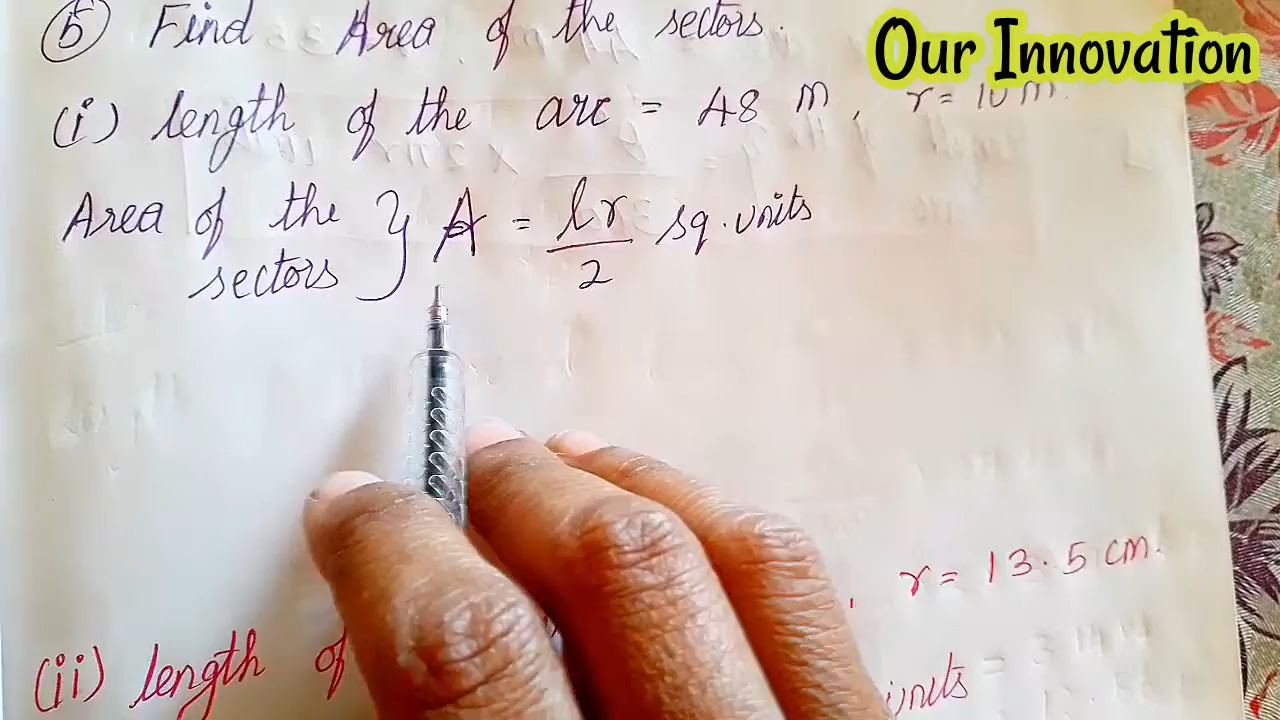 Our Innovation
⑤ Find Area of the sectors.
(i) length of the arc = 48 m, r = 10 m.
Area of the sectors } A = lr/2 sq. units
(ii) length of , r = 13.5 cm.
units